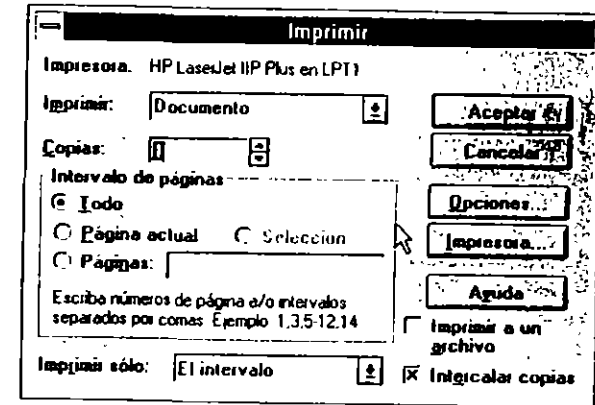 Imprimir
Impresora: HP LaserJet IIP Plus en LPT1
Imprimir: Documento
Aceptar
Copias: 1
Cancelar
Intervalo de páginas
Todo
Opciones...
Página actual Selección
Impresora...
Páginas:
Ayuda
Escriba números de página e/o intervalos
separados por comas. Ejemplo 1,3,5-12,14
Imprimir a un
archivo
Imprimir sólo: El intervalo
Intercalar copias